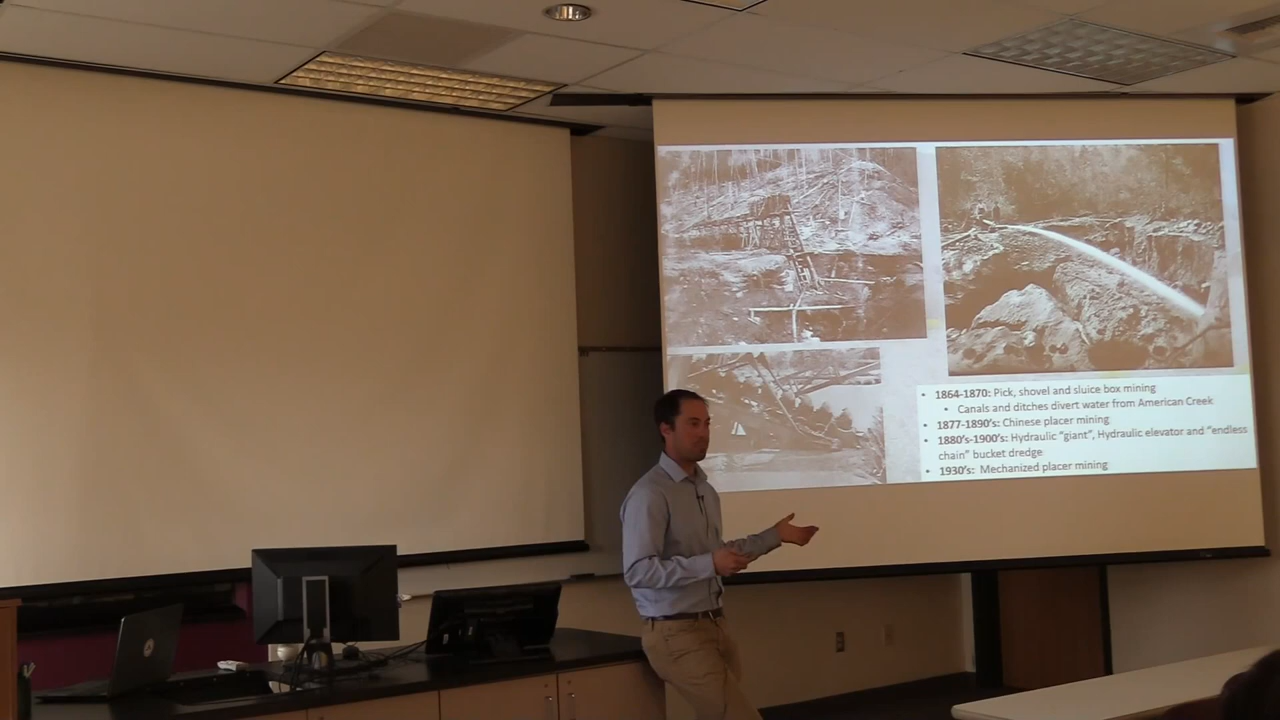 • 1864-1870: Pick, shovel and sluice box mining
• Canals and ditches divert water from American Creek
• 1877-1890's: Chinese placer mining
• 1880's-1900's: Hydraulic "giant", Hydraulic elevator and "endless
chain" bucket dredge
• 1930's: Mechanized placer mining